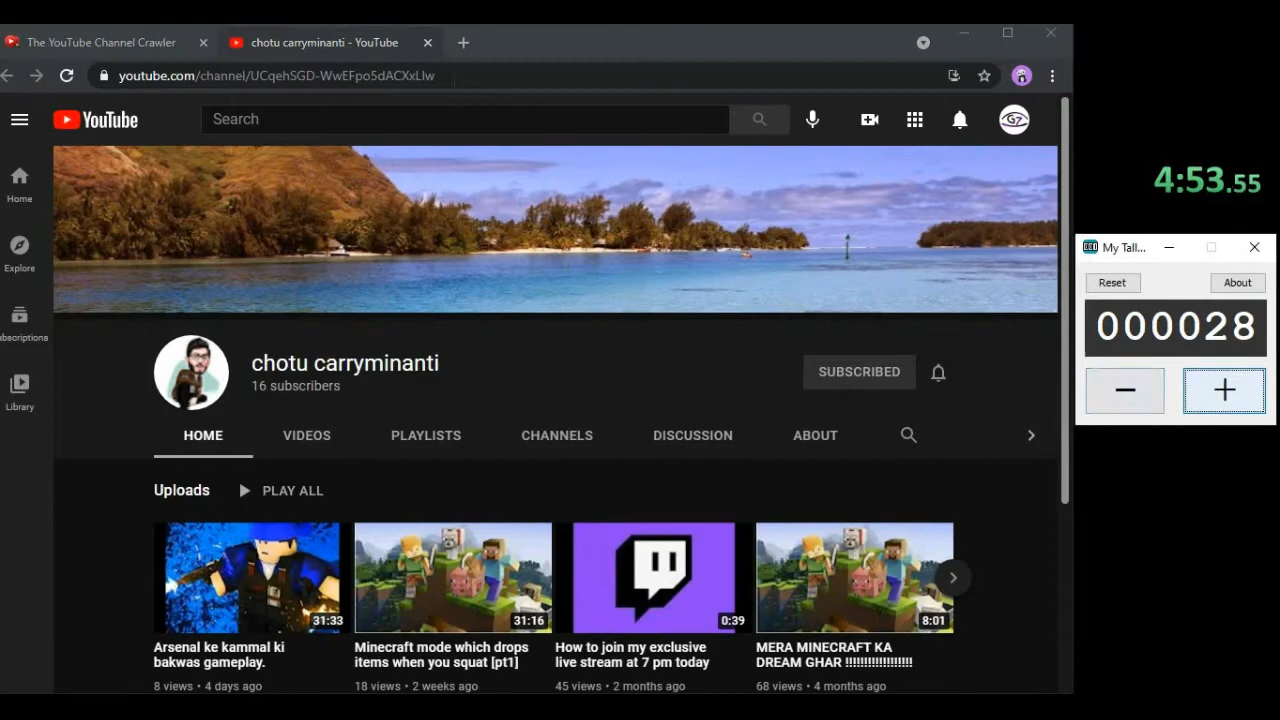 The YouTube Channel Crawler
chotu carryminanti - YouTube
youtube.com/channel/UCqehSGD-WwEFpo5dACXxLlw
YouTube
Search
G7
Home
Explore
bscriptions
Library
chotu carryminanti
16 subscribers
SUBSCRIBED
HOME VIDEOS PLAYLISTS CHANNELS DISCUSSION ABOUT
Uploads PLAY ALL
31:33
31:16
0:39
8:01
Arsenal ke kammal ki
bakwas gameplay.
8 views • 4 days ago
Minecraft mode which drops
items when you squat [pt1]
18 views • 2 weeks ago
How to join my exclusive
live stream at 7 pm today
45 views • 2 months ago
MERA MINECRAFT KA
DREAM GHAR !!!!!!!!!!!!!!!!!!
68 views • 4 months ago
4:53.55
My Tall...
Reset About
000028
− +